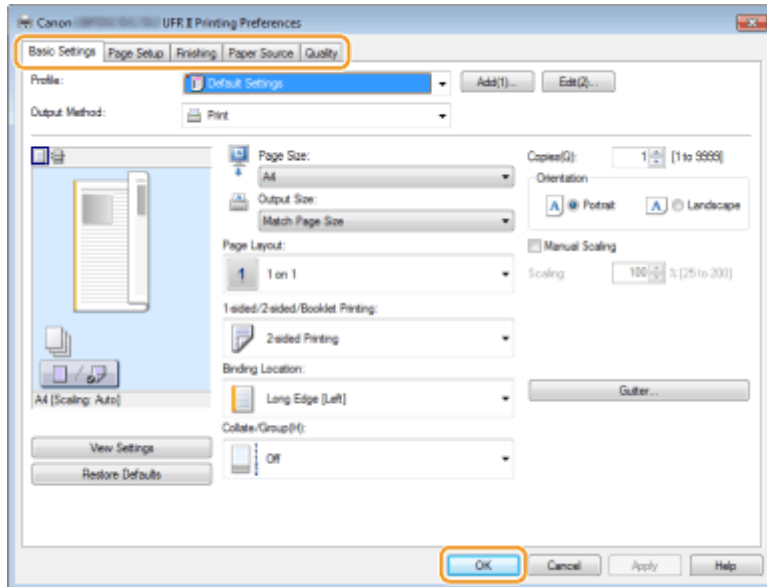 Canon UFR II Printing Preferences
Basic Settings Page Setup Finishing Paper Source Quality
Profile: Default Settings Add(1)... Edit(2)...
Output Method: Print
Page Size:
A4
Output Size:
Match Page Size
Page Layout:
1 1 on 1
1-sided/2-sided/Booklet Printing:
2-sided Printing
Binding Location:
Long Edge [Left]
Collate/Group(H):
Off
Copies(Q): 1 [1 to 9999]
Orientation
A Portrait A Landscape
Manual Scaling
Scaling: 100 % [25 to 200]
Gutter...
A4 [Scaling: Auto]
View Settings
Restore Defaults
OK Cancel Apply Help